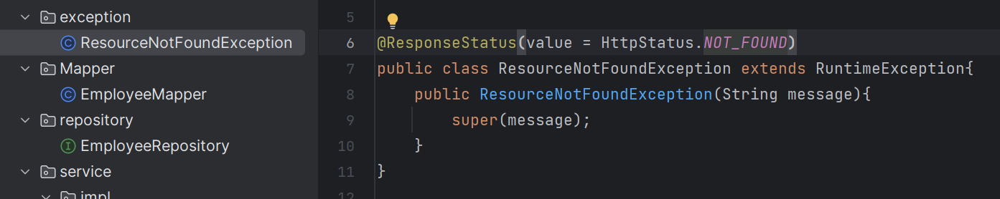 exception
ResourceNotFoundException
Mapper
EmployeeMapper
repository
EmployeeRepository
service
impl
5
6 @ResponseStatus(value = HttpStatus.NOT_FOUND)
7 public class ResourceNotFoundException extends RuntimeException{
8 public ResourceNotFoundException(String message){
9 super(message);
10 }
11 }
12